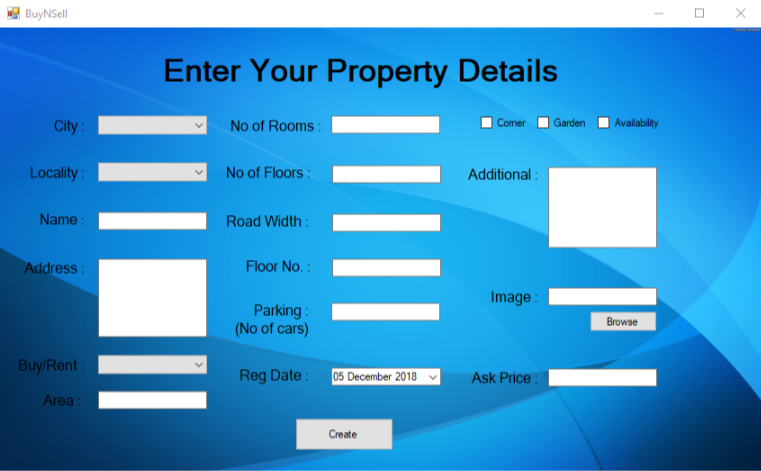 BuyNSell
Enter Your Property Details
City :
No of Rooms :
Corner
Garden
Availability
Locality :
No of Floors :
Additional :
Name :
Road Width :
Address :
Floor No. :
Image :
Parking :
(No of cars)
Browse
Buy/Rent :
Reg Date :
05 December 2018
Ask Price :
Area :
Create